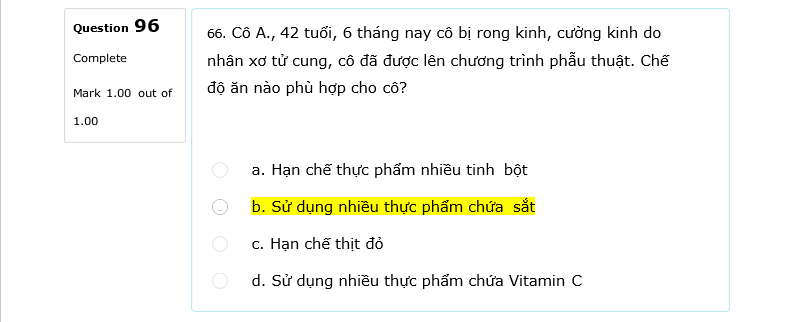 Question 96
Complete
Mark 1.00 out of
1.00
66. Cô A., 42 tuổi, 6 tháng nay cô bị rong kinh, cường kinh do
nhân xơ tử cung, cô đã được lên chương trình phẫu thuật. Chế
độ ăn nào phù hợp cho cô?
a. Hạn chế thực phẩm nhiều tinh bột
b. Sử dụng nhiều thực phẩm chứa sắt
c. Hạn chế thịt đỏ
d. Sử dụng nhiều thực phẩm chứa Vitamin C